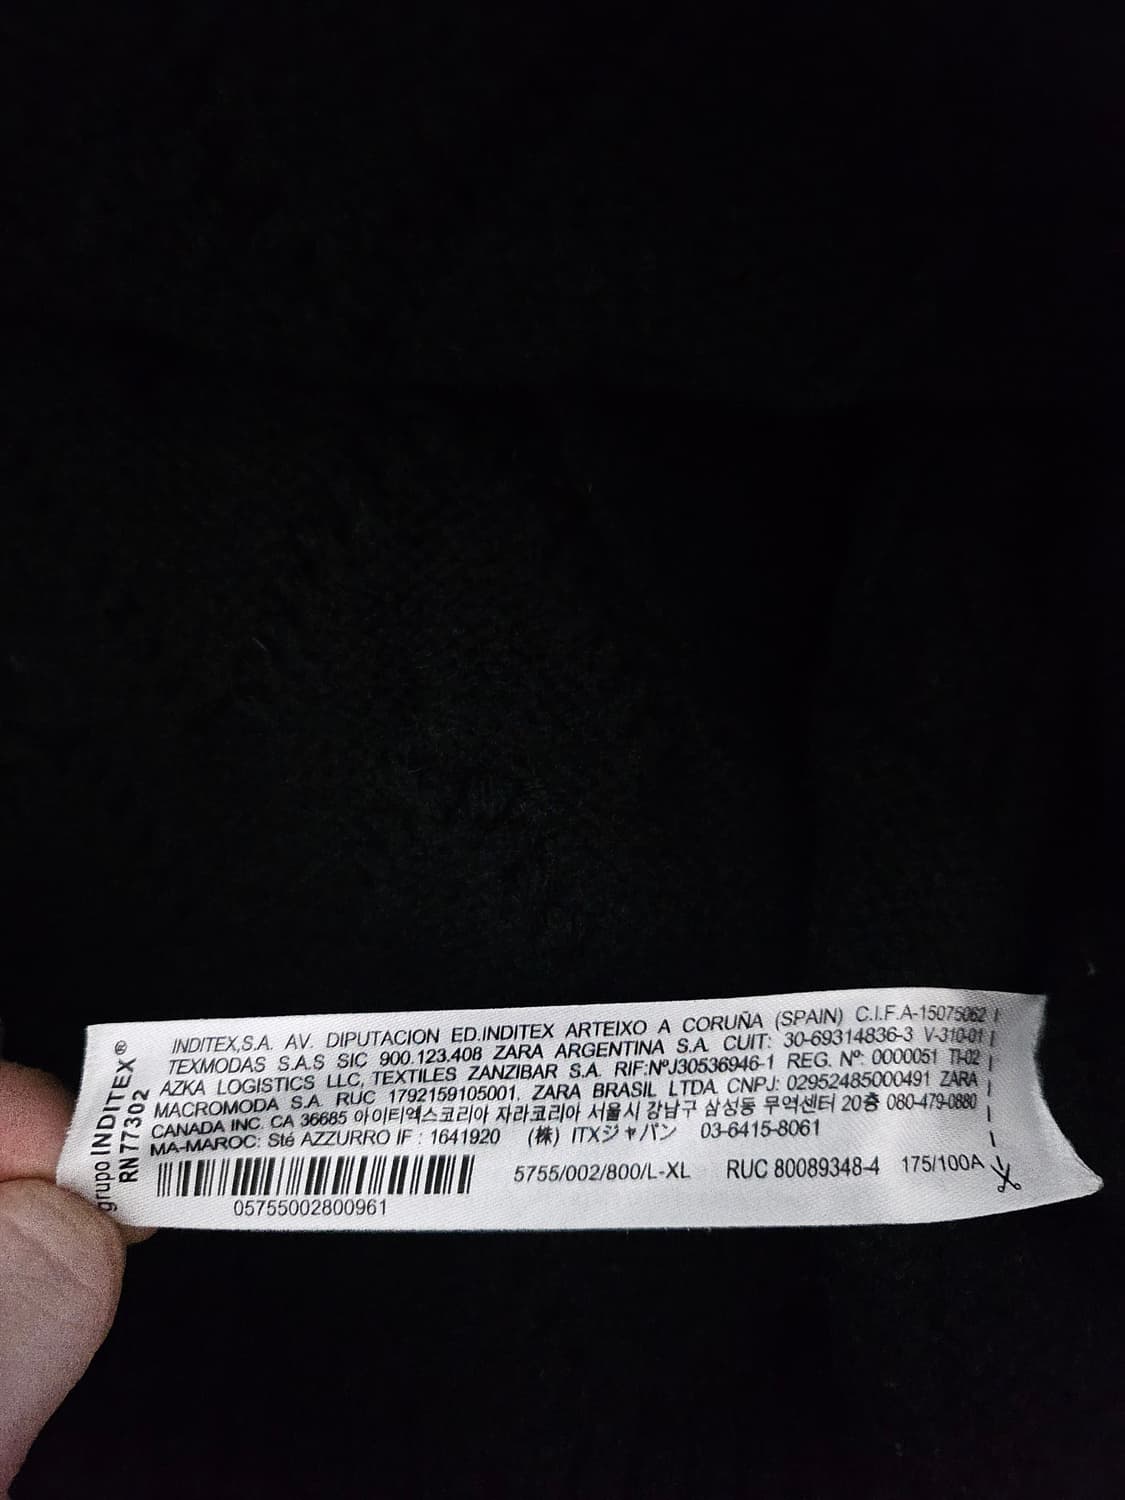 grupo INDITEX®
RN 77302
INDITEX,S.A. AV. DIPUTACION ED.INDITEX ARTEIXO A CORUÑA (SPAIN) C.I.F.A-15075062
TEXMODAS S.A.S SIC 900.123.408 ZARA ARGENTINA S.A. CUIT: 30-69314836-3 V-310-01
AZKA LOGISTICS LLC, TEXTILES ZANZIBAR S.A. RIF:NºJ30536946-1 REG. Nº: 0000051 TI-02
MACROMODA S.A. RUC 1792159105001, ZARA BRASIL LTDA. CNPJ: 02952485000491 ZARA
CANADA INC. CA 36685 아이티엑스코리아 자라코리아 서울시 강남구 삼성동 무역센터 20층 080-479-0880
MA-MAROC: Sté AZZURRO IF : 1641920 (株) ITXジャパン 03-6415-8061
5755/002/800/L-XL RUC 80089348-4 175/100A
05755002800961